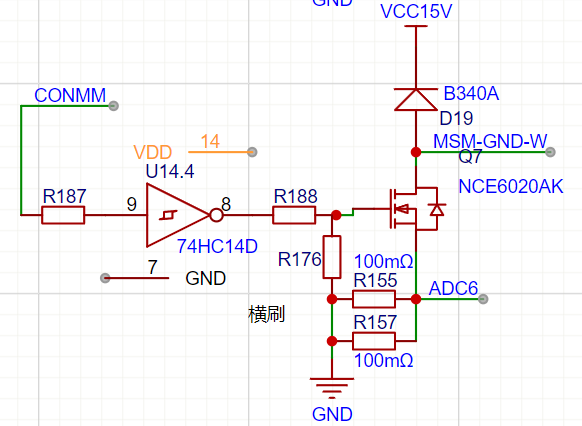 GND
VCC15V
CONMM
B340A
D19
VDD
14
MSM-GND-W
Q7
U14.4
R187
9
8
R188
NCE6020AK
74HC14D
R176
100mΩ
7
GND
R155
ADC6
横刷
R157
100mΩ
GND